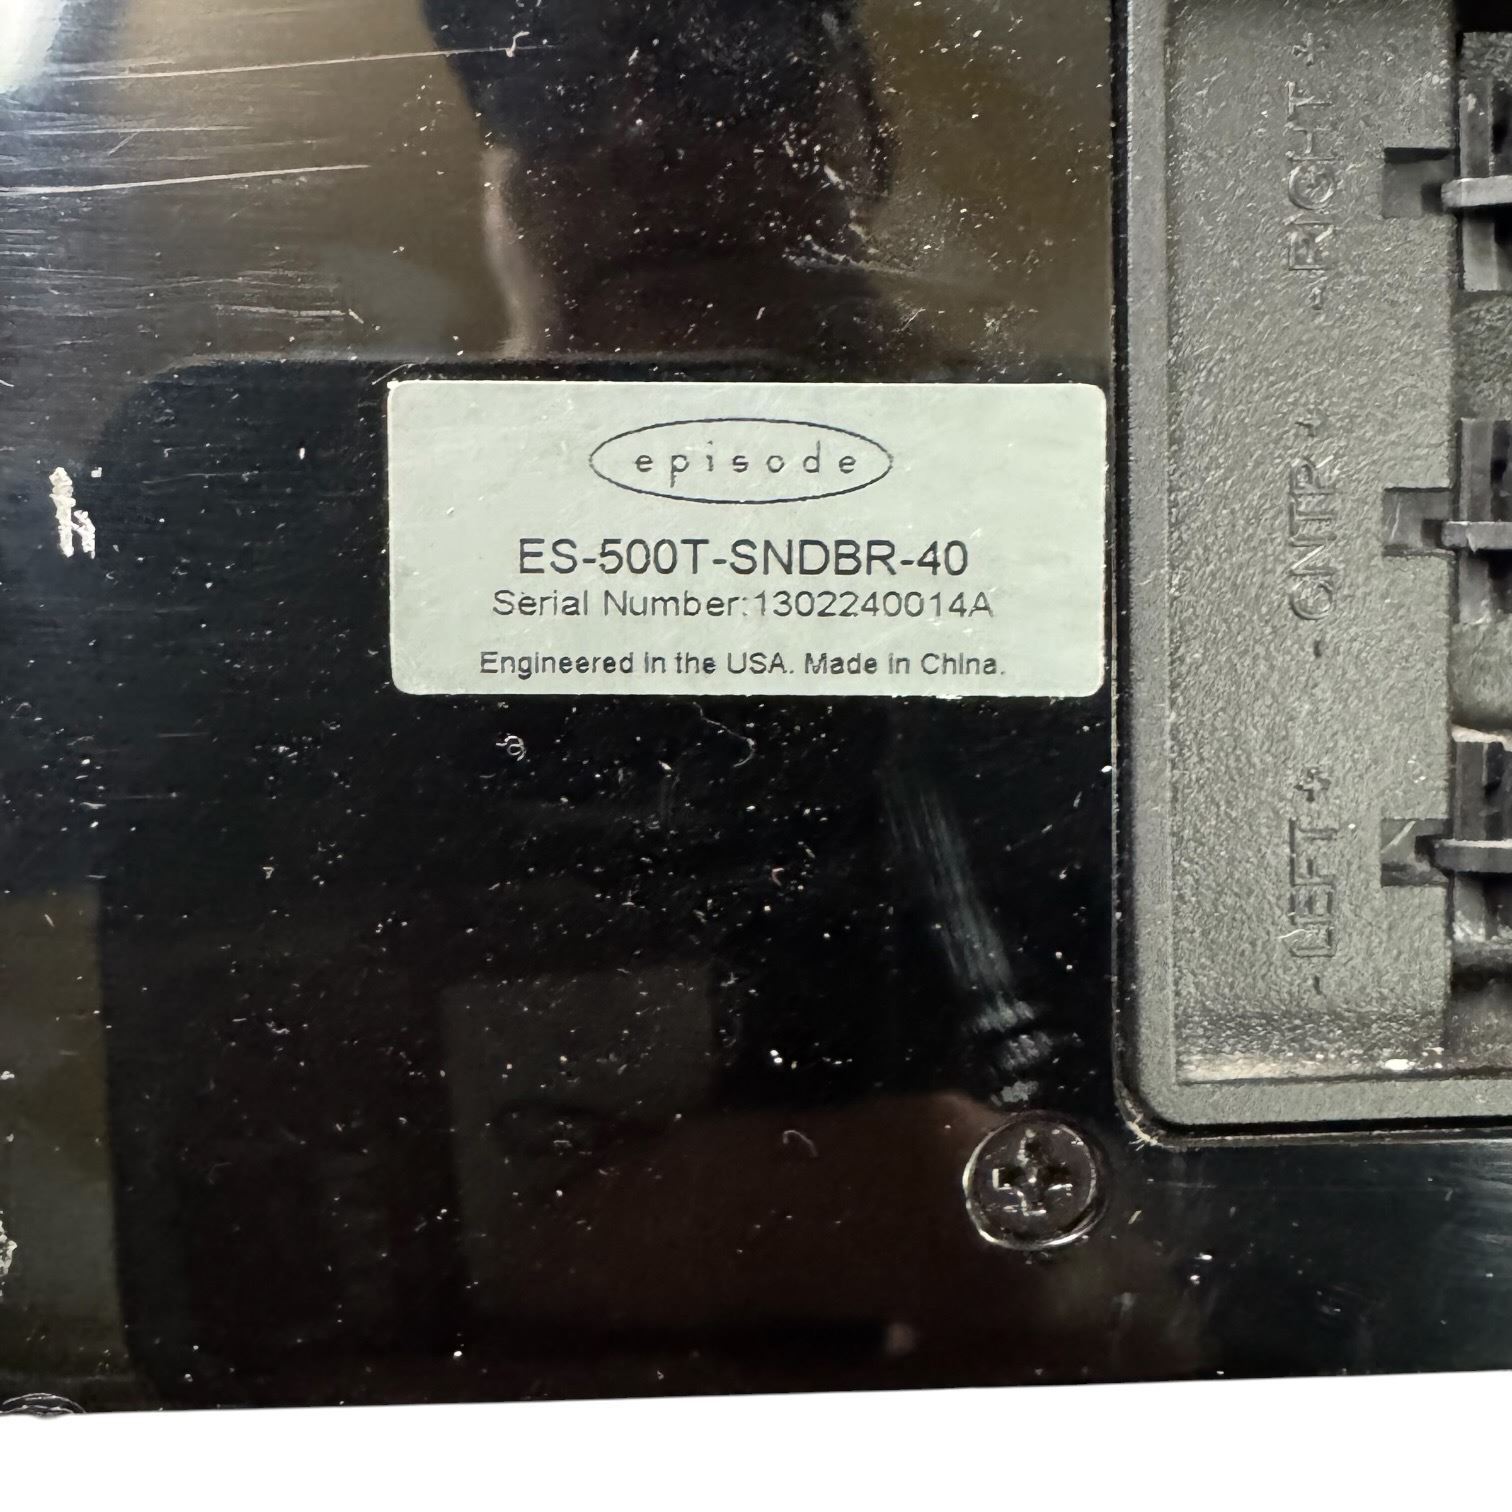 episode
ES-500T-SNDBR-40
Serial Number:1302240014A
Engineered in the USA. Made in China.
- RIGHT +
- CNTR +
- LEFT +